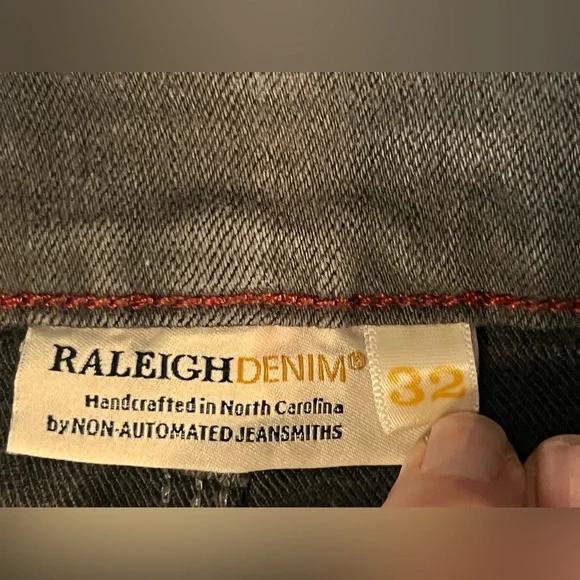 RALEIGHDENIM® 32
Handcrafted in North Carolina
by NON-AUTOMATED JEANSMITHS